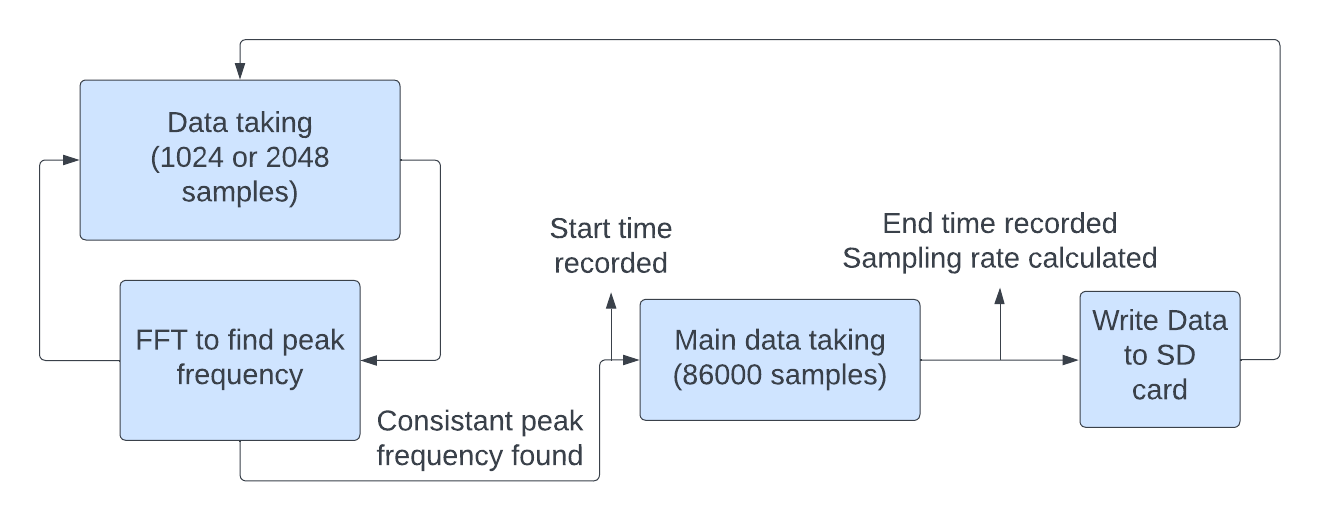 Data taking
(1024 or 2048
samples)
FFT to find peak
frequency
Consistant peak
frequency found
Start time
recorded
Main data taking
(86000 samples)
End time recorded
Sampling rate calculated
Write Data
to SD
card